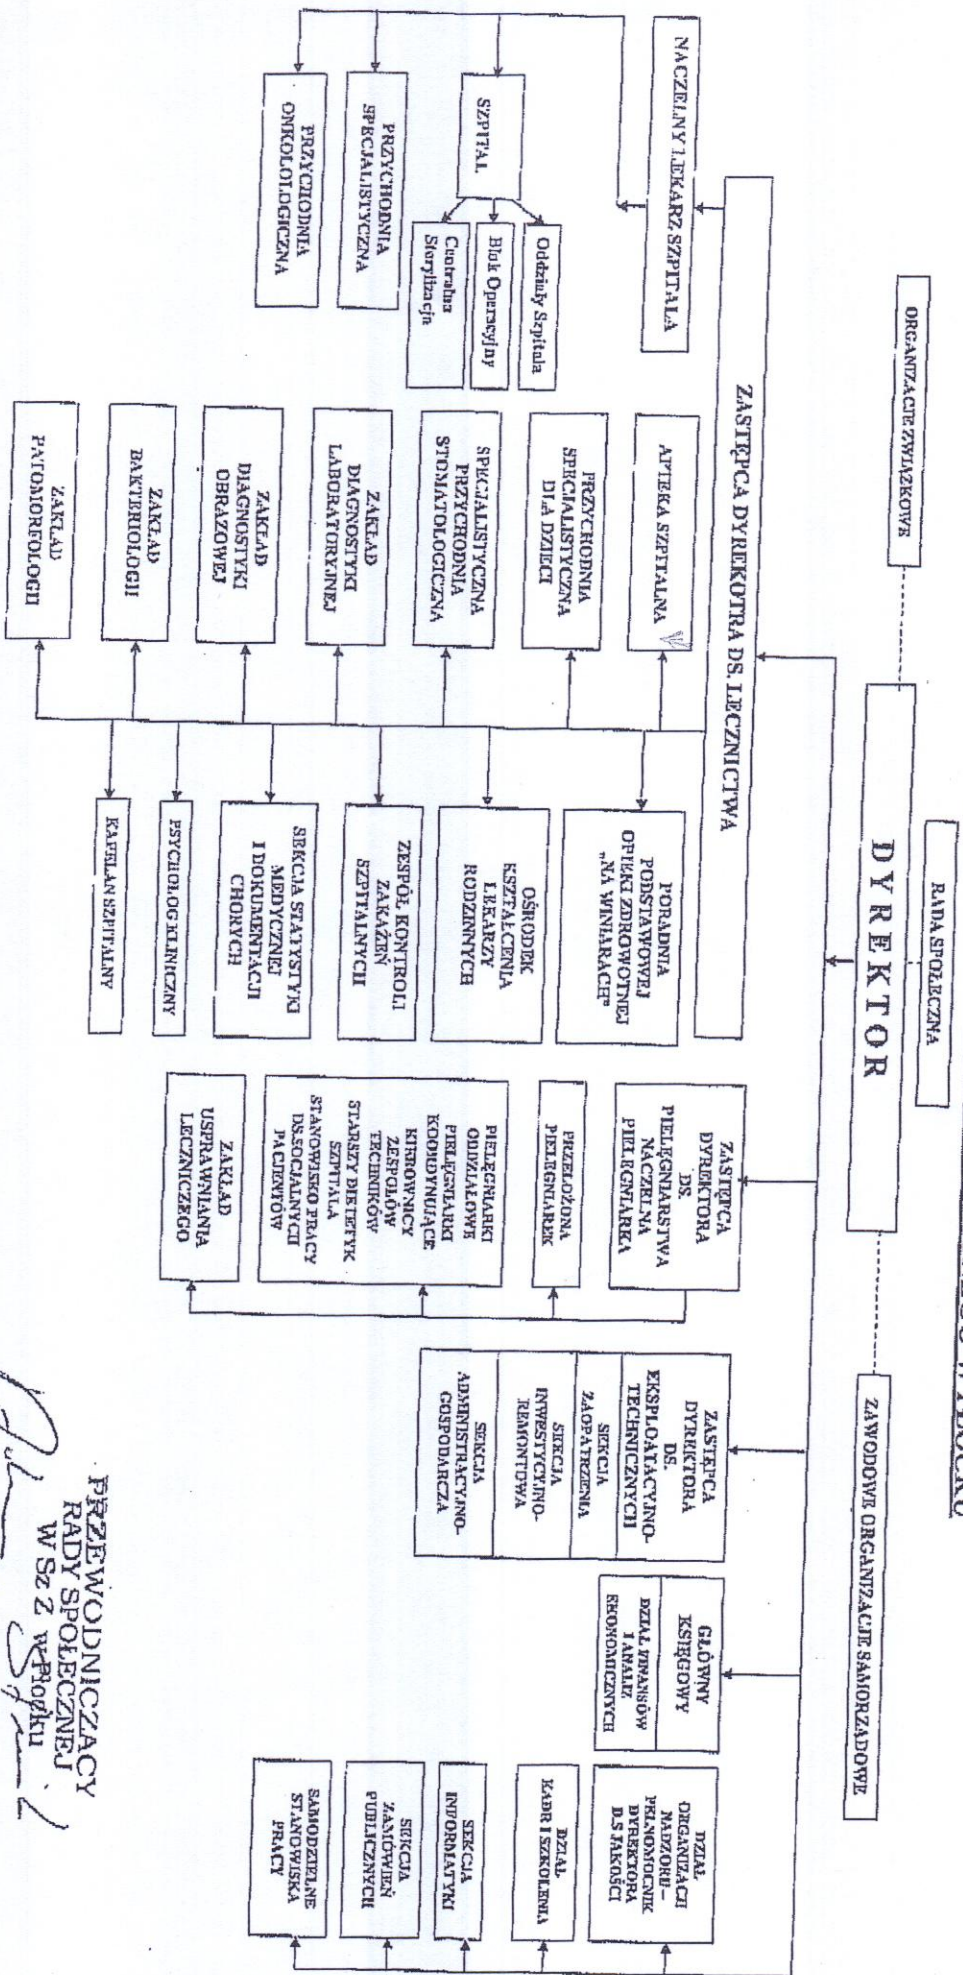 W PŁOCKU
RADA SPOŁECZNA
ORGANIZACJE ZWIĄZKOWE
DYREKTOR
ZAWODOWE ORGANIZACJE SAMORZĄDOWE
ZASTĘPCA DYREKOTRA DS. LECZNICTWA
NACZELNY LEKARZ SZPITALA
SZPITAL
Oddziały Szpitala
Blok Operacyjny
Centralna
Sterylizacja
PRZYCHODNIA
SPECJALISTYCZNA
PRZYCHODNIA
ONKOLOLOGICZNA
APTEKA SZPITALNA
PRZYCHODNIA
SPECJALISTYCZNA
DLA DZIECI
SPECJALISTYCZNA
PRZYCHODNIA
STOMATOLOGICZNA
ZAKŁAD
DIAGNOSTYKI
LABORATORYJNEJ
ZAKŁAD
DIAGNOSTYKI
OBRAZOWEJ
ZAKŁAD
BAKTERIOLOGII
ZAKŁAD
PATOMORFOLOGII
PORADNIA
PODSTAWOWEJ
OPIEKI ZDROWOTNEJ
„NA WINIARACH"
OŚRODEK
KSZTAŁCENIA
LEKARZY
RODZINNYCH
ZESPÓŁ KONTROLI
ZAKAŻEŃ
SZPITALNYCH
SEKCJA STATYSTYKI
MEDYCZNEJ
I DOKUMENTACJI
CHORYCH
PSYCHOLOG KLINICZNY
KAPELAN SZPITALNY
ZASTĘPCA
DYREKTORA
DS.
PIELĘGNIARSTWA
NACZELNA
PIELĘGNIARKA
PRZEŁOŻONA
PIELĘGNIAREK
PIELĘGNIARKI
ODDZIAŁOWE
PIELĘGNIARKI
KOORDYNUJĄCE
KIEROWNICY
ZESPOŁÓW
TECHNIKÓW
STARSZY DIETETYK
SZPITALA
STANOWISKO PRACY
DS.SOCJALNYCH
PACJENTÓW
ZAKŁAD
USPRAWNIANIA
LECZNICZEGO
ZASTĘPCA
DYREKTORA
DS.
EKSPLOATACYJNO-
TECHNICZNYCH
SEKCJA
ZAOPATRZENIA
SEKCJA
INWESTYCYJNO-
REMONTOWA
SEKCJA
ADMINISTRACYJNO-
GOSPODARCZA
GŁÓWNY
KSIĘGOWY
DZIAŁ FINANSÓW
I ANALIZ
EKONOMICZNYCH
DZIAŁ
ORGANIZACJI
NADZORU –
PEŁNOMOCNIK
DYREKTORA
D.S JAKOŚCI
DZIAŁ
KADR I SZKOLENIA
SEKCJA
INFORMATYKI
SEKCJA
ZAMÓWIEŃ
PUBLICZNYCH
SAMODZIELNE
STANOWISKA
PRACY
PRZEWODNICZĄCY
RADY SPOŁECZNEJ
W Sz Z w Płocku